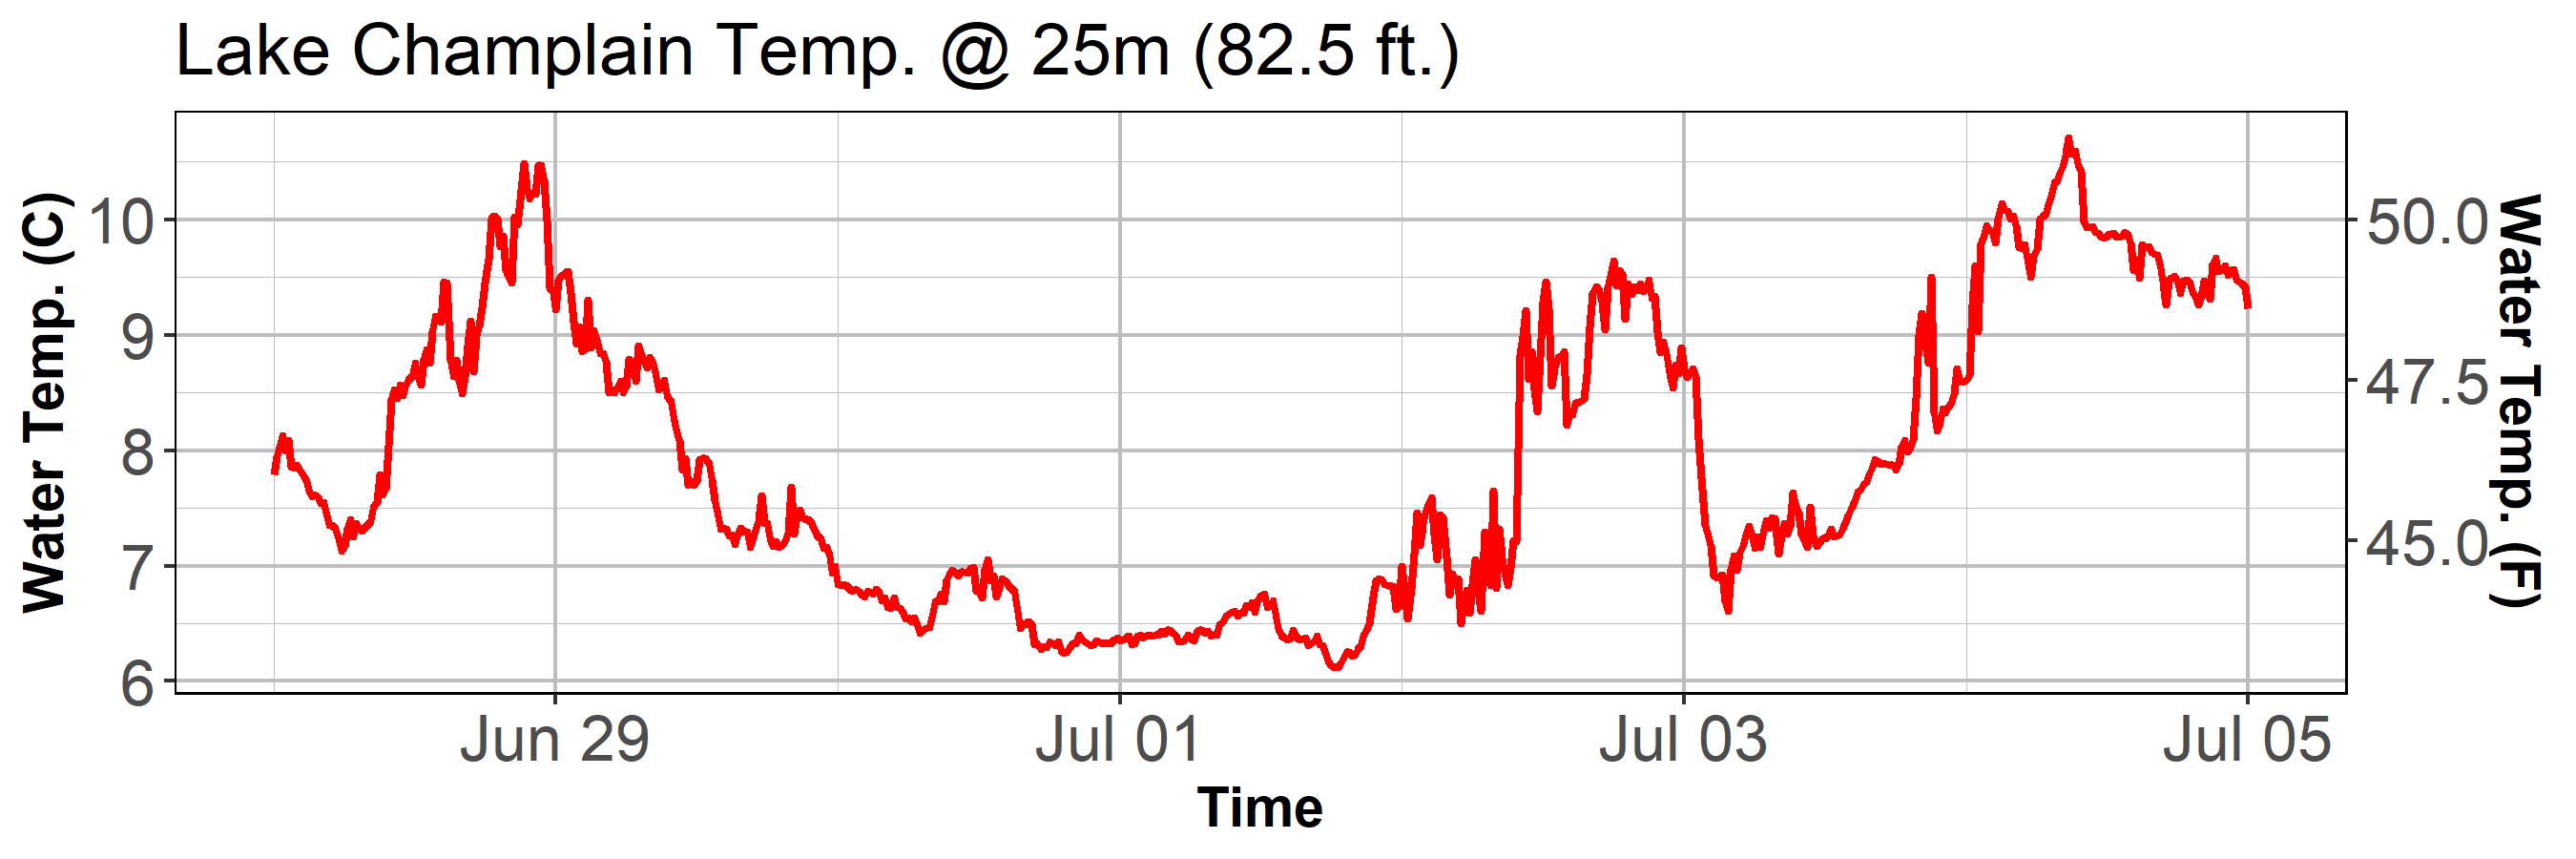 Lake Champlain Temp. @ 25m (82.5 ft.)
Water Temp. (C)
10
9
8
7
6
50.0
47.5
45.0
Water Temp. (F)
Jun 29
Jul 01
Jul 03
Jul 05
Time